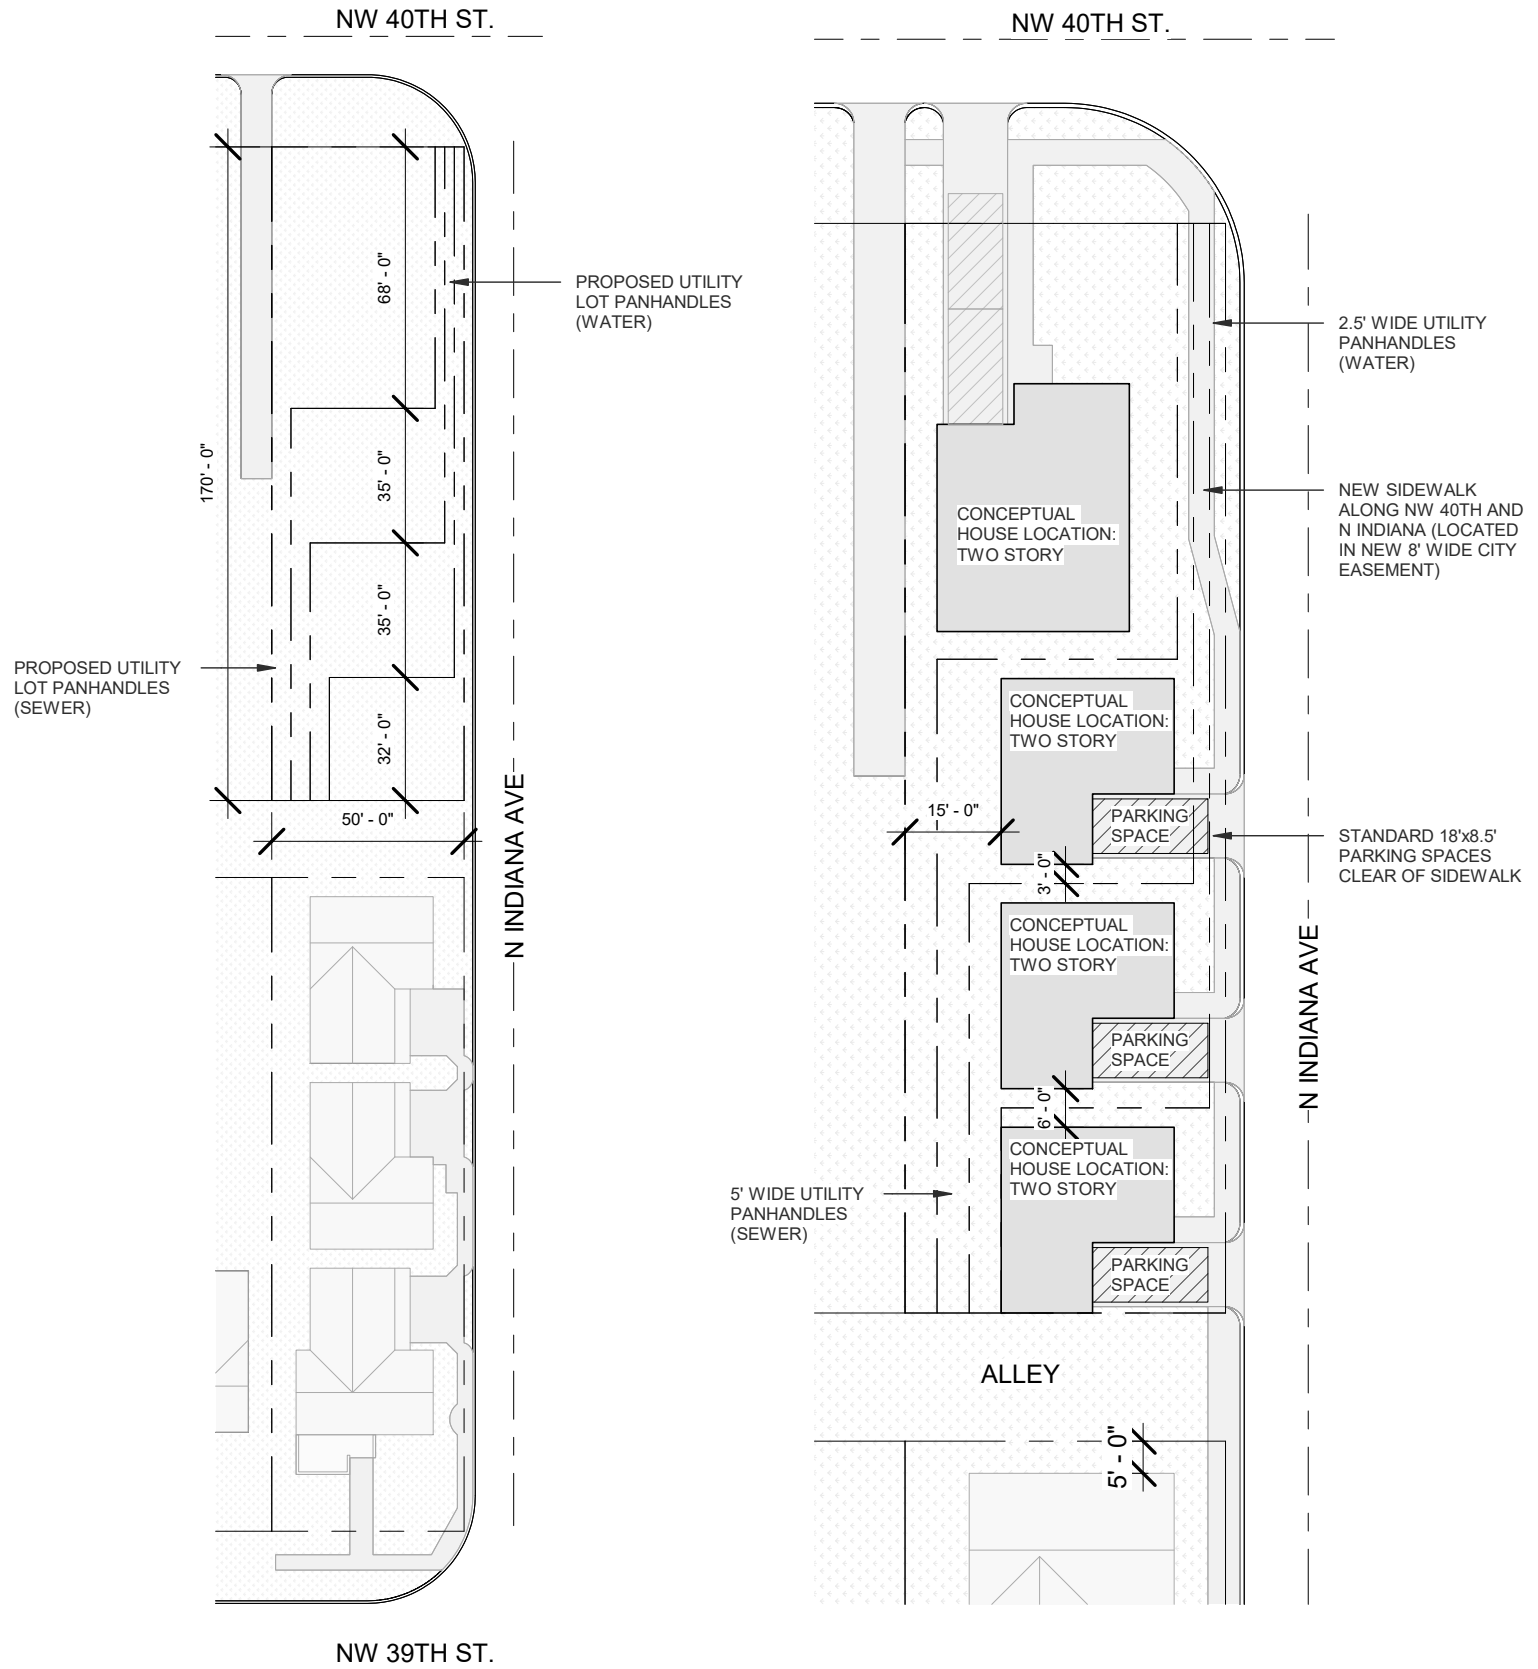 NW 40TH ST.
68' - 0"
PROPOSED UTILITY
LOT PANHANDLES
(WATER)
170' - 0"
35' - 0"
35' - 0"
PROPOSED UTILITY
LOT PANHANDLES
(SEWER)
32' - 0"
50' - 0"
N INDIANA AVE
NW 39TH ST.
NW 40TH ST.
2.5' WIDE UTILITY
PANHANDLES
(WATER)
NEW SIDEWALK
ALONG NW 40TH AND
N INDIANA (LOCATED
IN NEW 8' WIDE CITY
EASEMENT)
CONCEPTUAL
HOUSE LOCATION:
TWO STORY
CONCEPTUAL
HOUSE LOCATION:
TWO STORY
15' - 0"
PARKING
SPACE
STANDARD 18'x8.5'
PARKING SPACES
CLEAR OF SIDEWALK
3' - 0"
CONCEPTUAL
HOUSE LOCATION:
TWO STORY
N INDIANA AVE
PARKING
SPACE
6' - 0"
CONCEPTUAL
HOUSE LOCATION:
TWO STORY
5' WIDE UTILITY
PANHANDLES
(SEWER)
PARKING
SPACE
ALLEY
5' - 0"